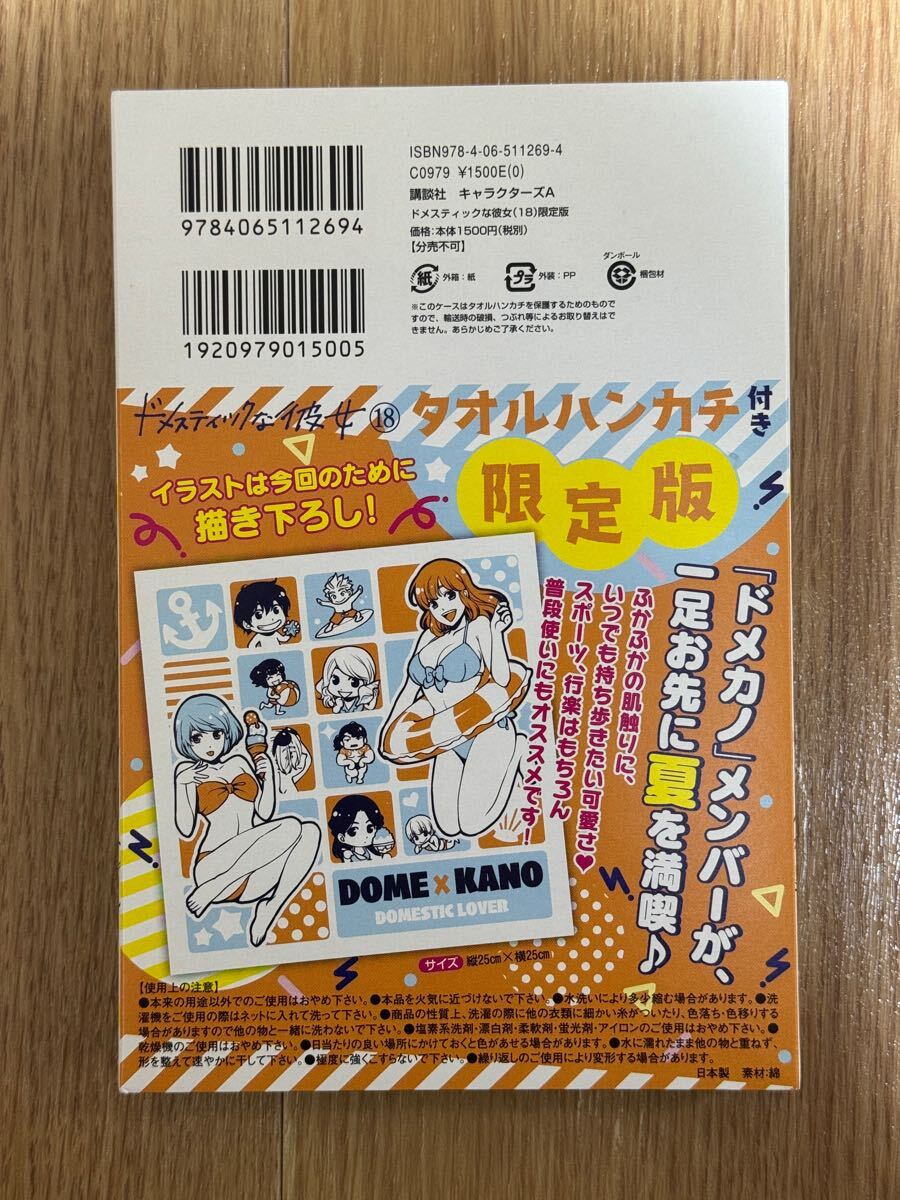 9784065112694
1920979015005
ISBN978-4-06-511269-4
C0979 ¥1500E(0)
講談社 キャラクターズA
ドメスティックな彼女(18)限定版
価格:本体1500円(税別)
【分売不可】
紙
外箱:紙
プラ
外装:PP
ダンボール
梱包材
※このケースはタオルハンカチを保護するためのもので
すので、輸送時の破損、つぶれ等によるお取り替えはで
きません。あらかじめご了承ください。
ドメスティックな彼女⑱
タオルハンカチ付き
限定版
イラストは今回のために
描き下ろし!
「ドメカノ」メンバーが、
一足お先に夏を満喫♪
ふかふかの肌触りに、
いつでも持ち歩きたい可愛さ♥
スポーツ、行楽はもちろん
普段使いにもオススメです!
DOME×KANO
DOMESTIC LOVER
サイズ 縦25cm×横25cm
【使用上の注意】
●本来の用途以外でのご使用はおやめ下さい。●本品を火気に近づけないで下さい。●水洗いにより多少縮む場合があります。●洗
濯機をご使用の際はネットに入れて洗って下さい。●商品の性質上、洗濯の際に他の衣類に細かい糸がついたり、色落ち・色移りする
場合がありますので他の物と一緒に洗わないで下さい。●塩素系洗剤・漂白剤・柔軟剤・蛍光剤・アイロンのご使用はおやめ下さい。●
乾燥機のご使用はおやめ下さい。●日当たりの良い場所にかけておくと色があせる場合があります。●水に濡れたまま他の物と重ねず、
形を整えて速やかに干して下さい。●極度に強くこすらないで下さい。●繰り返しのご使用により変形する場合があります。
日本製 素材:綿